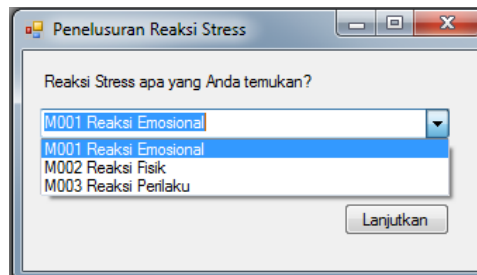 Penelusuran Reaksi Stress
Reaksi Stress apa yang Anda temukan?
M001 Reaksi Emosional
M001 Reaksi Emosional
M002 Reaksi Fisik
M003 Reaksi Perilaku
Lanjutkan